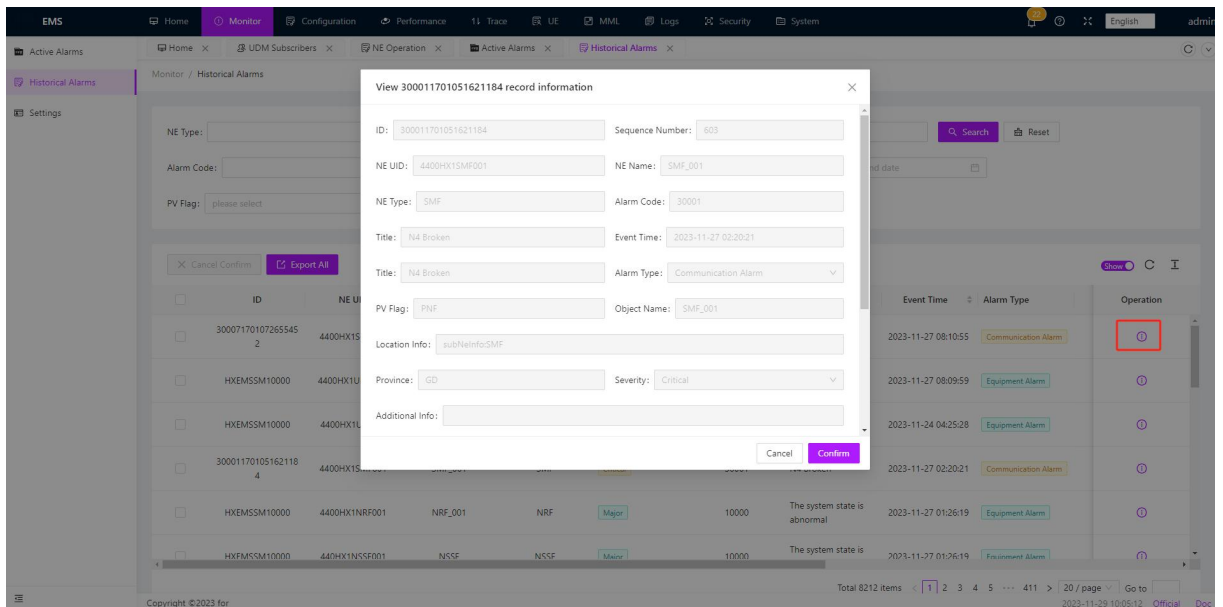 EMS Home Monitor Configuration Performance Trace UE MML Logs Security System 22 English admin
Active Alarms
Historical Alarms
Settings
Home UDM Subscribers NE Operation Active Alarms Historical Alarms
Monitor / Historical Alarms
NE Type: Search Reset
Alarm Code: nd date
PV Flag: please select
Cancel Confirm Export All Show
View 300011701051621184 record information
ID: 300011701051621184 Sequence Number: 603
NE UID: 4400HX1SMF001 NE Name: SMF_001
NE Type: SMF Alarm Code: 30001
Title: N4 Broken Event Time: 2023-11-27 02:20:21
Title: N4 Broken Alarm Type: Communication Alarm
PV Flag: PNF Object Name: SMF_001
Location Info: subNeInfo:SMF
Province: GD Severity: Critical
Additional Info:
Cancel Confirm
ID NE UI Event Time Alarm Type Operation
30007170107265545
2 4400HX1S 2023-11-27 08:10:55 Communication Alarm
HXEMSSM10000 4400HX1U 2023-11-27 08:09:59 Equipment Alarm
HXEMSSM10000 4400HX1U 2023-11-24 04:25:28 Equipment Alarm
30001170105162118
4 2023-11-27 02:20:21 Communication Alarm
HXEMSSM10000 4400HX1NRF001 NRF_001 NRF Major 10000 The system state is
abnormal 2023-11-27 01:26:19 Equipment Alarm
HXEMSSM10000 440HX1NSSF001 NSSF NSSF Major 10000 The system state is 2023-11-27 01:26:19 Equipment Alarm
Total 8212 items 1 2 3 4 5 ··· 411 20 / page Go to
Copyright ©2023 for 2023-11-29 10:05:12 Official Doc